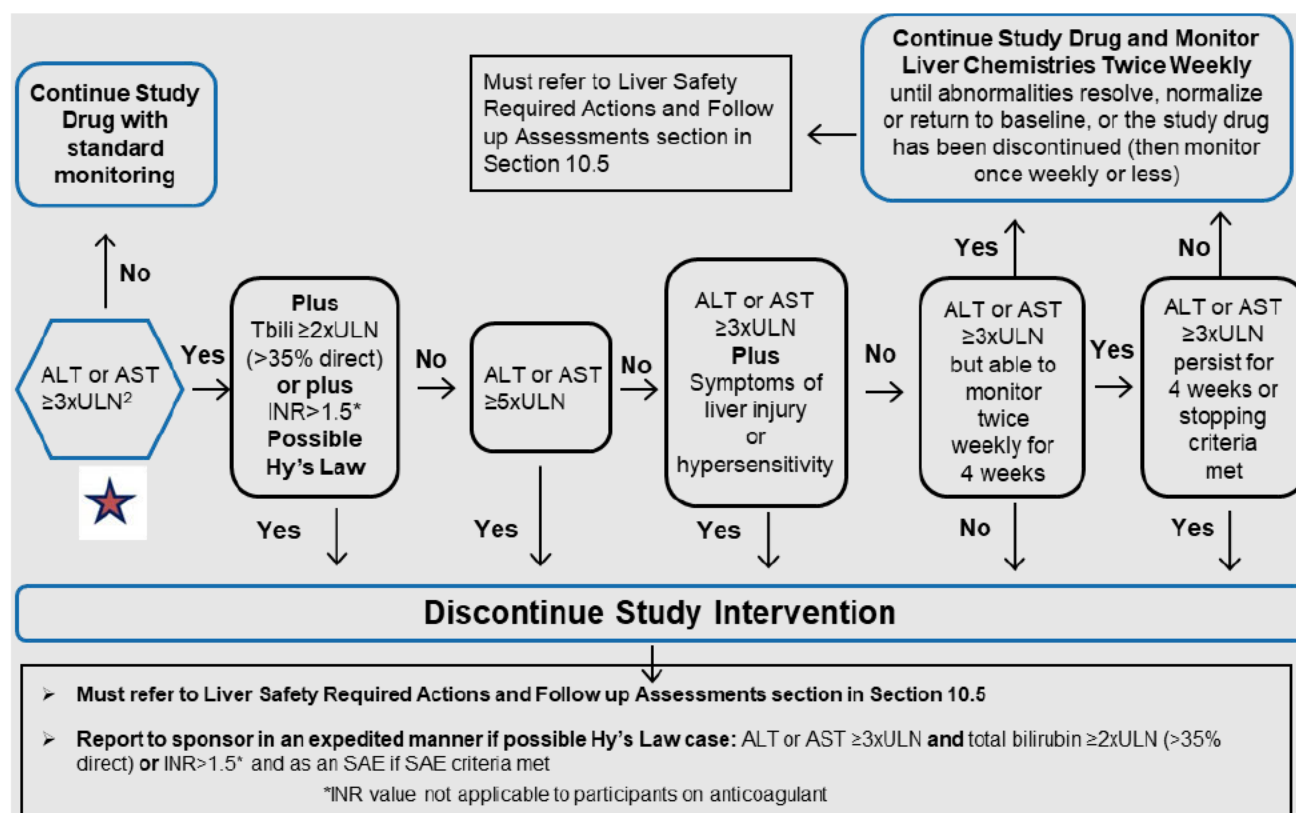 Continue Study
Drug with
standard
monitoring
Must refer to Liver Safety
Required Actions and Follow
up Assessments section in
Section 10.5
Continue Study Drug and Monitor
Liver Chemistries Twice Weekly
until abnormalities resolve, normalize
or return to baseline, or the study drug
has been discontinued (then monitor
once weekly or less)
No
Yes
No
ALT or AST
≥3xULN²
Yes
Plus
Tbili ≥2xULN
(>35% direct)
or plus
INR>1.5*
Possible
Hy's Law
No
ALT or AST
≥5xULN
No
ALT or AST
≥3xULN
Plus
Symptoms of
liver injury
or
hypersensitivity
No
ALT or AST
≥3xULN
but able to
monitor
twice
weekly for
4 weeks
Yes
ALT or AST
≥3xULN
persist for
4 weeks or
stopping
criteria
met
Yes
Yes
Yes
No
Yes
Discontinue Study Intervention
➢ Must refer to Liver Safety Required Actions and Follow up Assessments section in Section 10.5
➢ Report to sponsor in an expedited manner if possible Hy's Law case: ALT or AST ≥3xULN and total bilirubin ≥2xULN (>35%
direct) or INR>1.5* and as an SAE if SAE criteria met
*INR value not applicable to participants on anticoagulant